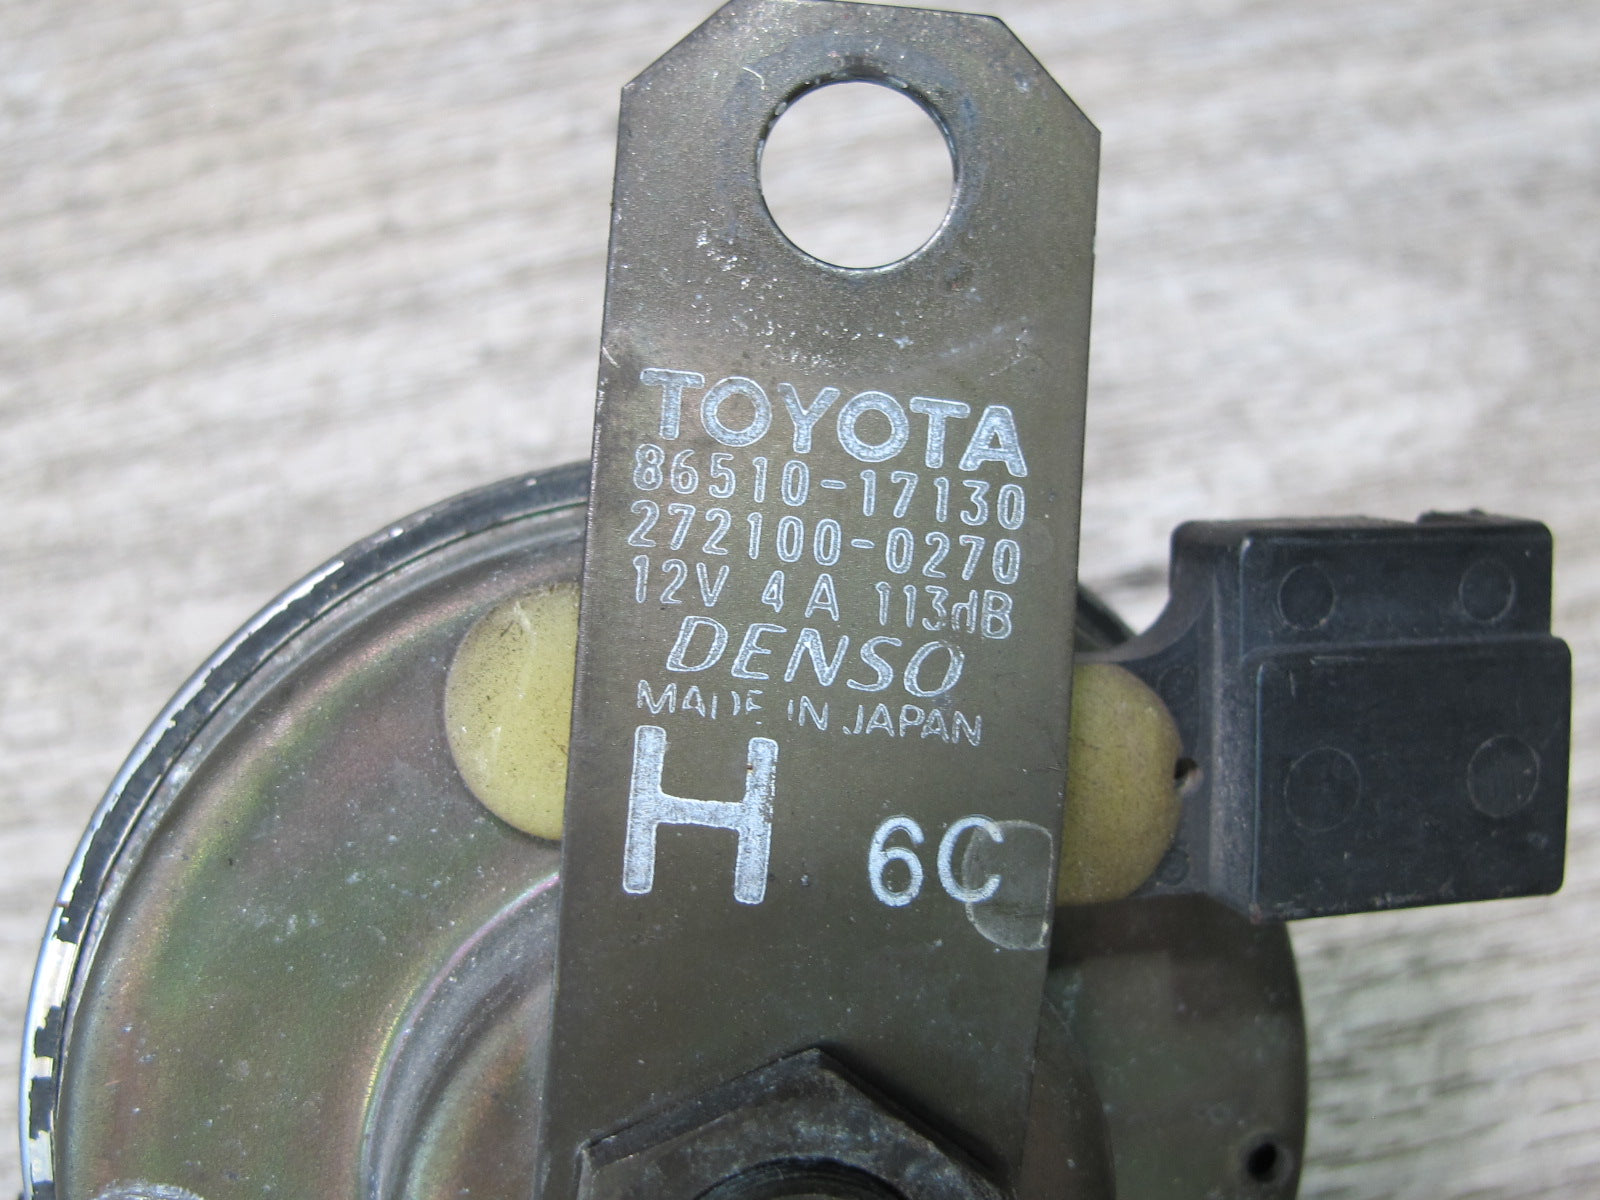 TOYOTA
86510-17130
272100-0270
12V 4A 113dB
DENSO
MADE IN JAPAN
H 6C